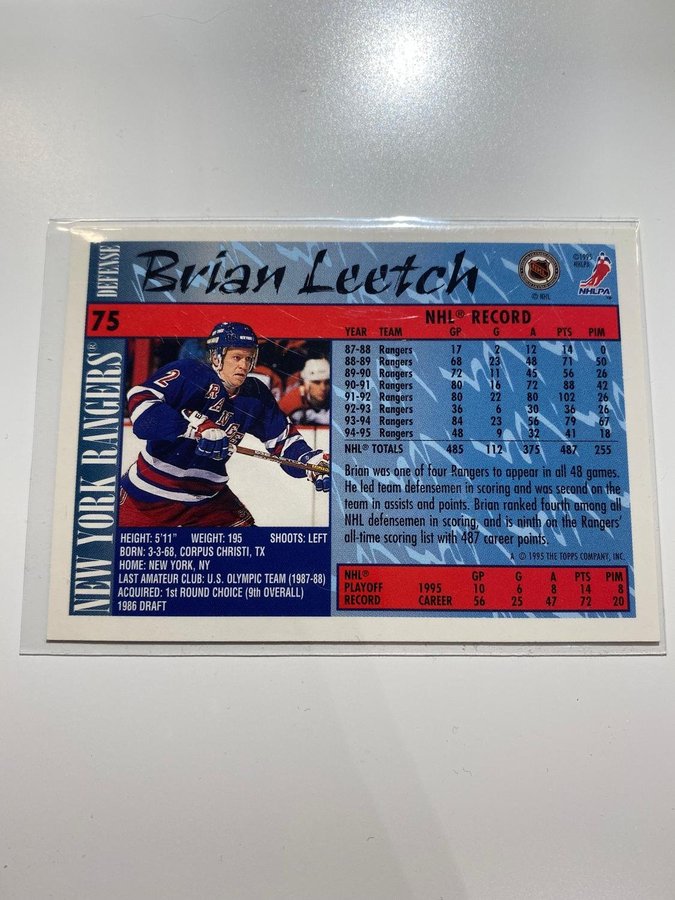 DEFENSE
Brian Leetch
NHL
© NHL
©1995
NHLPA
NHLPA
75
NEW YORK RANGERS®
NHL® RECORD
YEAR TEAM GP G A PTS PIM
87-88 Rangers 17 2 12 14 0
88-89 Rangers 68 23 48 71 50
89-90 Rangers 72 11 45 56 26
90-91 Rangers 80 16 72 88 42
91-92 Rangers 80 22 80 102 26
92-93 Rangers 36 6 30 36 26
93-94 Rangers 84 23 56 79 67
94-95 Rangers 48 9 32 41 18
NHL® TOTALS 485 112 375 487 255
2
RANG
Brian was one of four Rangers to appear in all 48 games.
He led team defensemen in scoring and was second on the
team in assists and points. Brian ranked fourth among all
NHL defensemen in scoring, and is ninth on the Rangers'
all-time scoring list with 487 career points.
A © 1995 THE TOPPS COMPANY, INC.
HEIGHT: 5'11" WEIGHT: 195 SHOOTS: LEFT
BORN: 3-3-68, CORPUS CHRISTI, TX
HOME: NEW YORK, NY
LAST AMATEUR CLUB: U.S. OLYMPIC TEAM (1987-88)
ACQUIRED: 1st ROUND CHOICE (9th OVERALL)
1986 DRAFT
NHL® GP G A PTS PIM
PLAYOFF 1995 10 6 8 14 8
RECORD CAREER 56 25 47 72 20